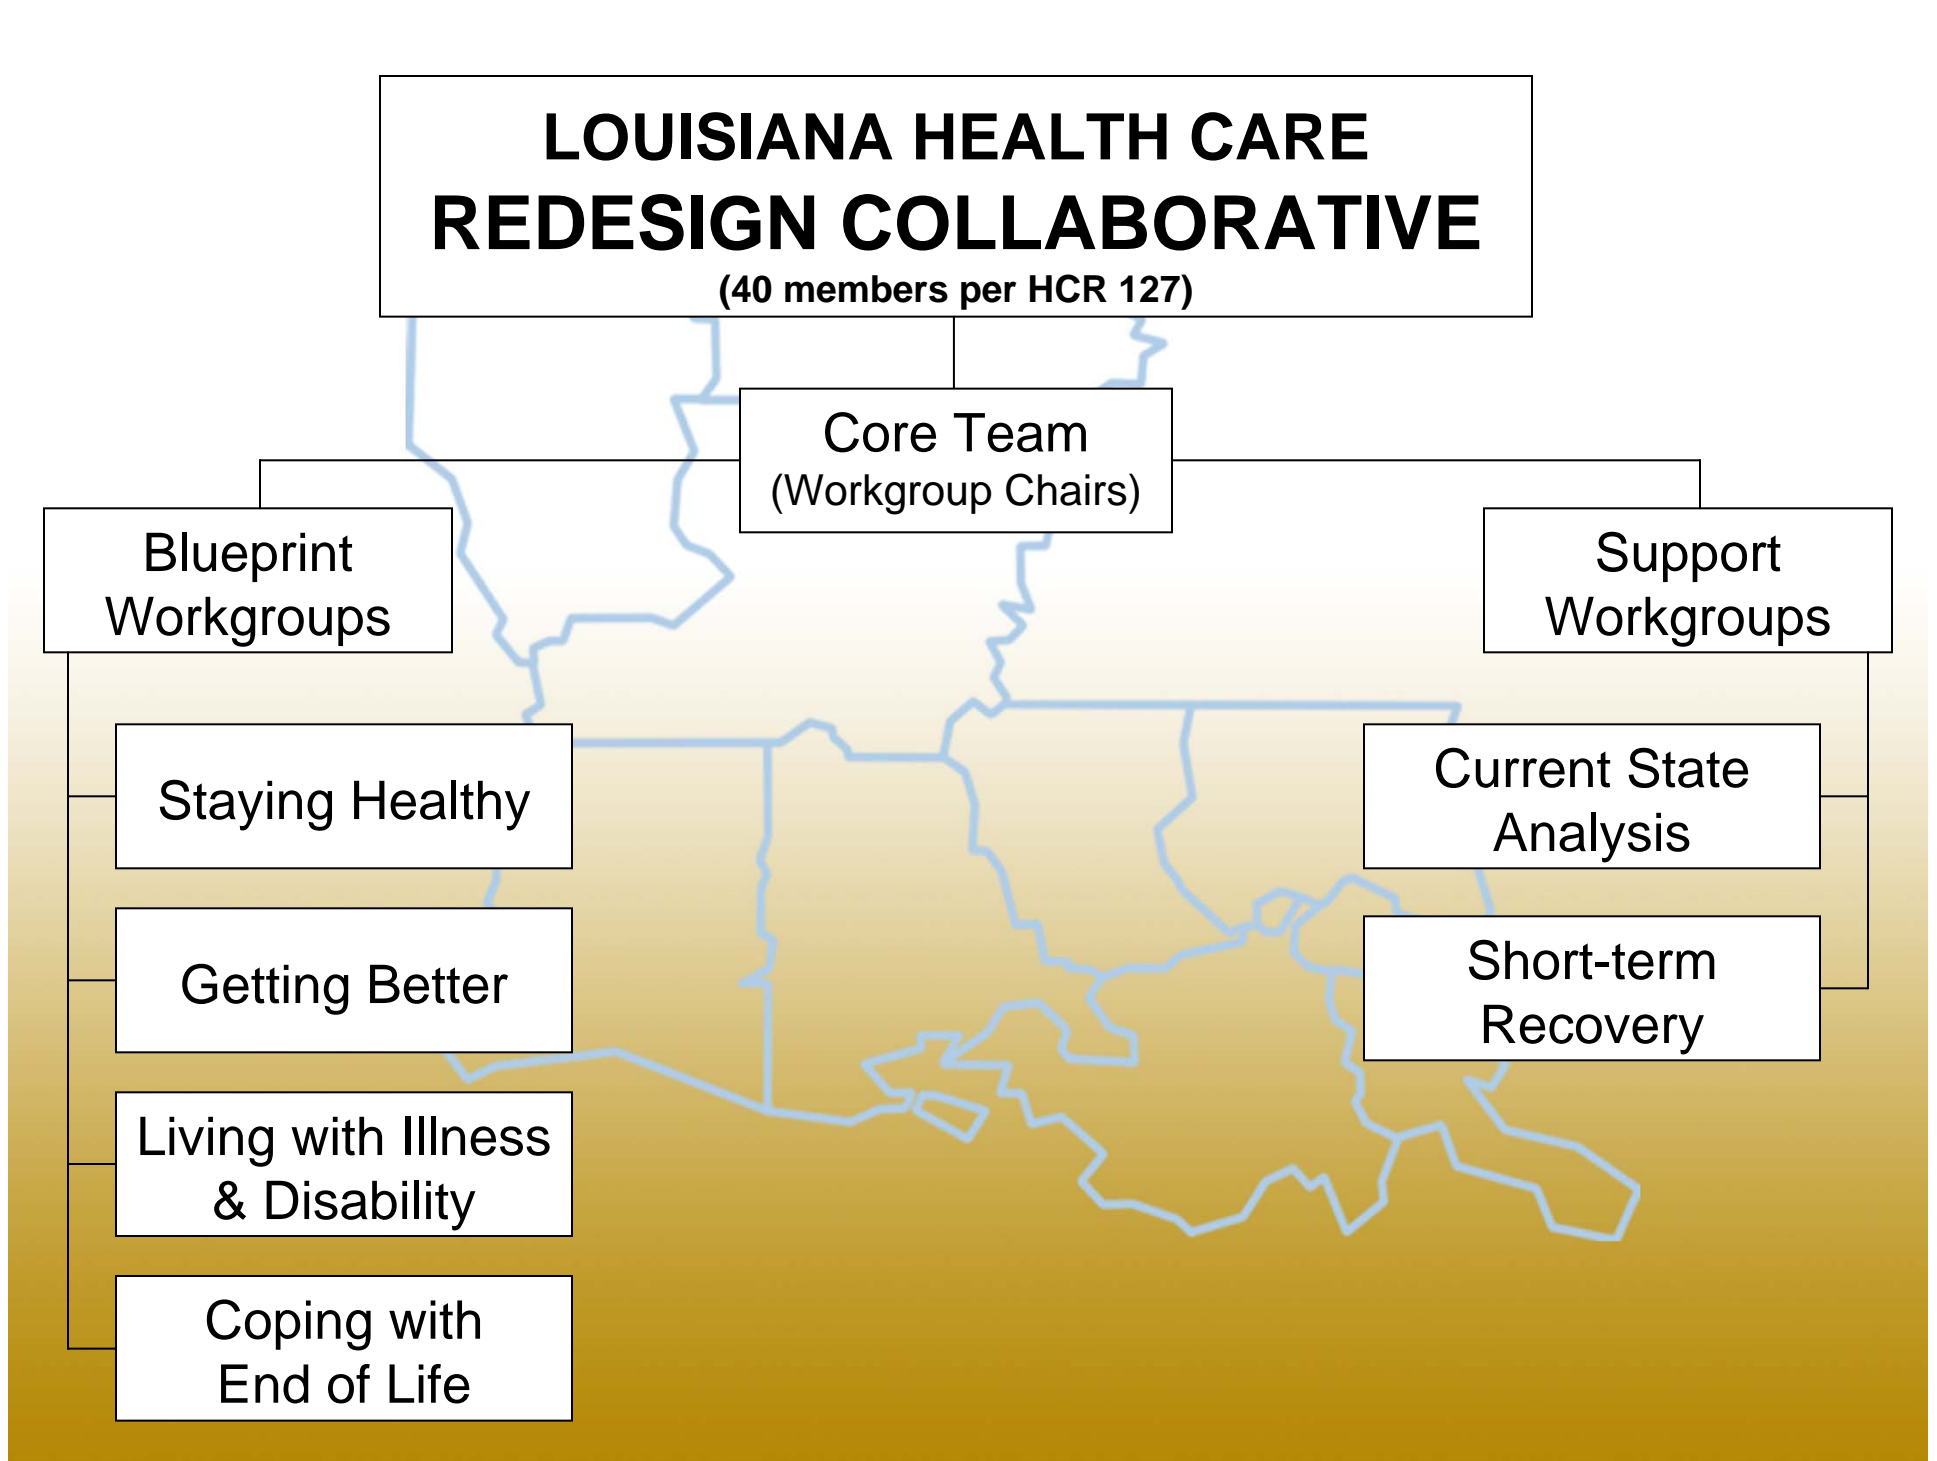 LOUISIANA HEALTH CARE
REDESIGN COLLABORATIVE
(40 members per HCR 127)
Core Team
(Workgroup Chairs)
Blueprint
Workgroups
Support
Workgroups
Staying Healthy
Getting Better
Living with Illness
& Disability
Coping with
End of Life
Current State
Analysis
Short-term
Recovery